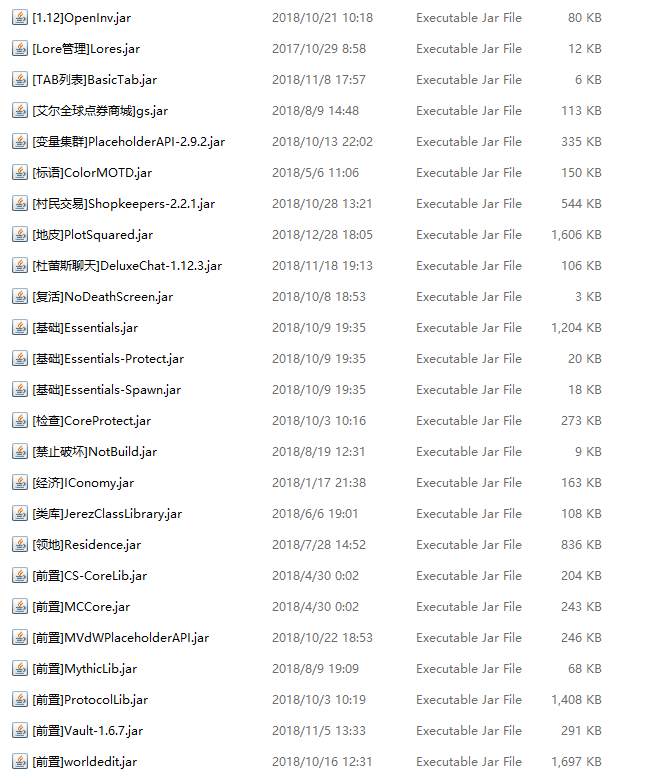 [1.12]OpenInv.jar 2018/10/21 10:18 Executable Jar File 80 KB
[Lore管理]Lores.jar 2017/10/29 8:58 Executable Jar File 12 KB
[TAB列表]BasicTab.jar 2018/11/8 17:57 Executable Jar File 6 KB
[艾尔全球点券商城]gs.jar 2018/8/9 14:48 Executable Jar File 113 KB
[变量集群]PlaceholderAPI-2.9.2.jar 2018/10/13 22:02 Executable Jar File 335 KB
[标语]ColorMOTD.jar 2018/5/6 11:06 Executable Jar File 150 KB
[村民交易]Shopkeepers-2.2.1.jar 2018/10/28 13:21 Executable Jar File 544 KB
[地皮]PlotSquared.jar 2018/12/28 18:05 Executable Jar File 1,606 KB
[杜苗斯聊天]DeluxeChat-1.12.3.jar 2018/11/18 19:13 Executable Jar File 106 KB
[复活]NoDeathScreen.jar 2018/10/8 18:53 Executable Jar File 3 KB
[基础]Essentials.jar 2018/10/9 19:35 Executable Jar File 1,204 KB
[基础]Essentials-Protect.jar 2018/10/9 19:35 Executable Jar File 20 KB
[基础]Essentials-Spawn.jar 2018/10/9 19:35 Executable Jar File 18 KB
[检查]CoreProtect.jar 2018/10/3 10:16 Executable Jar File 273 KB
[禁止破坏]NotBuild.jar 2018/8/19 12:31 Executable Jar File 9 KB
[经济]IConomy.jar 2018/1/17 21:38 Executable Jar File 163 KB
[类库]JerezClassLibrary.jar 2018/6/6 19:01 Executable Jar File 108 KB
[领地]Residence.jar 2018/7/28 14:52 Executable Jar File 836 KB
[前置]CS-CoreLib.jar 2018/4/30 0:02 Executable Jar File 204 KB
[前置]MCCore.jar 2018/4/30 0:02 Executable Jar File 243 KB
[前置]MVdWPlaceholderAPI.jar 2018/10/22 18:53 Executable Jar File 246 KB
[前置]MythicLib.jar 2018/8/9 19:09 Executable Jar File 68 KB
[前置]ProtocolLib.jar 2018/10/3 10:19 Executable Jar File 1,408 KB
[前置]Vault-1.6.7.jar 2018/11/5 13:33 Executable Jar File 291 KB
[前置]worldedit.jar 2018/10/16 12:31 Executable Jar File 1,697 KB